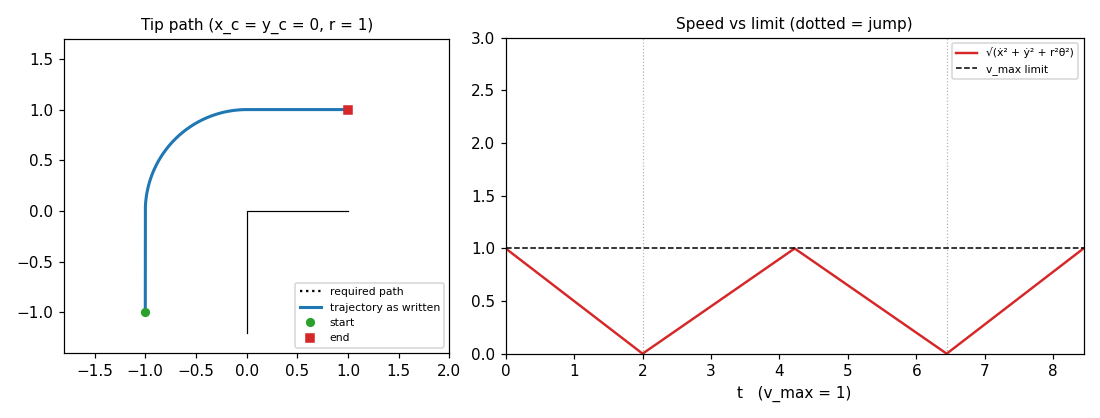 Tip path (x_c = y_c = 0, r = 1)
1.5
1.0
0.5
0.0
−0.5
−1.0
−1.5 −1.0 −0.5 0.0 0.5 1.0 1.5 2.0
required path
trajectory as written
start
end
Speed vs limit (dotted = jump)
3.0
2.5
2.0
1.5
1.0
0.5
0.0
0 1 2 3 4 5 6 7 8
t (v_max = 1)
√(ẋ² + ẏ² + r²θ̇²)
v_max limit